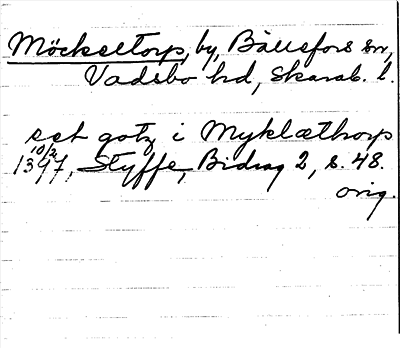 Möckeltorp, by, Bällefors sn,
Vadsbo hd, Skarab. l.
set gotz i Myklæthorp
10/2
1397, Styffe, Bidrag 2, s. 48.
orig.